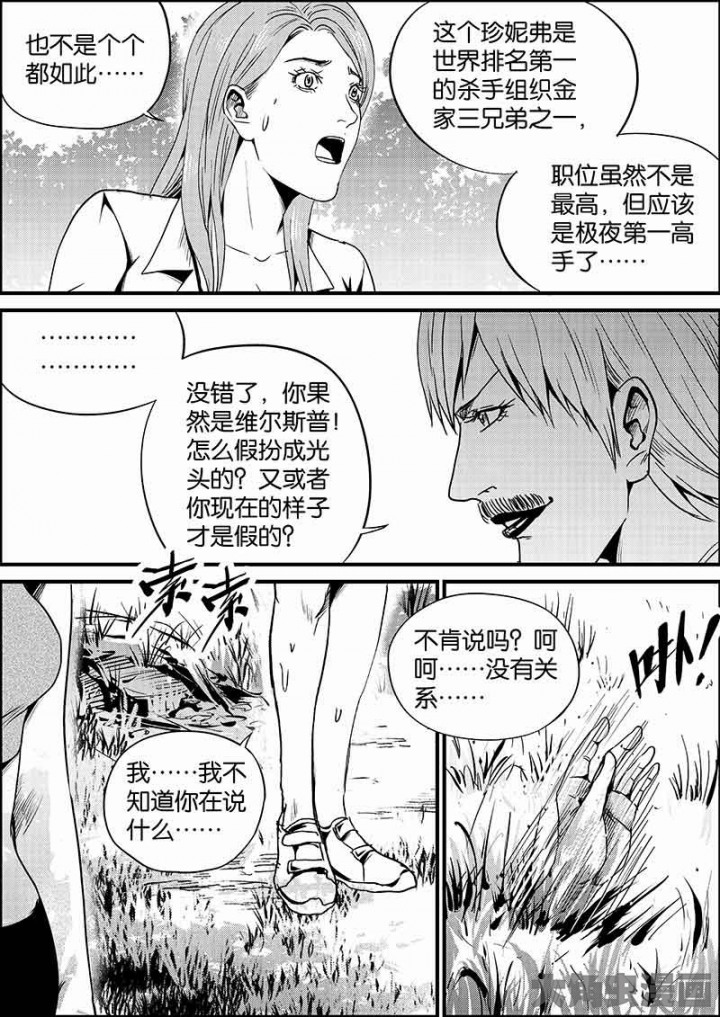 也不是个个
都如此……
这个珍妮弗是
世界排名第一
的杀手组织金
家三兄弟之一，
职位虽然不是
最高，但应该
是极夜第一高
手了……
…………
…………
没错了，你果
然是维尔斯普！
怎么假扮成光
头的？又或者
你现在的样子
才是假的？
索
索
我……我不
知道你在说
什么……
不肯说吗？呵
呵……没有关
系……
大角虫漫画